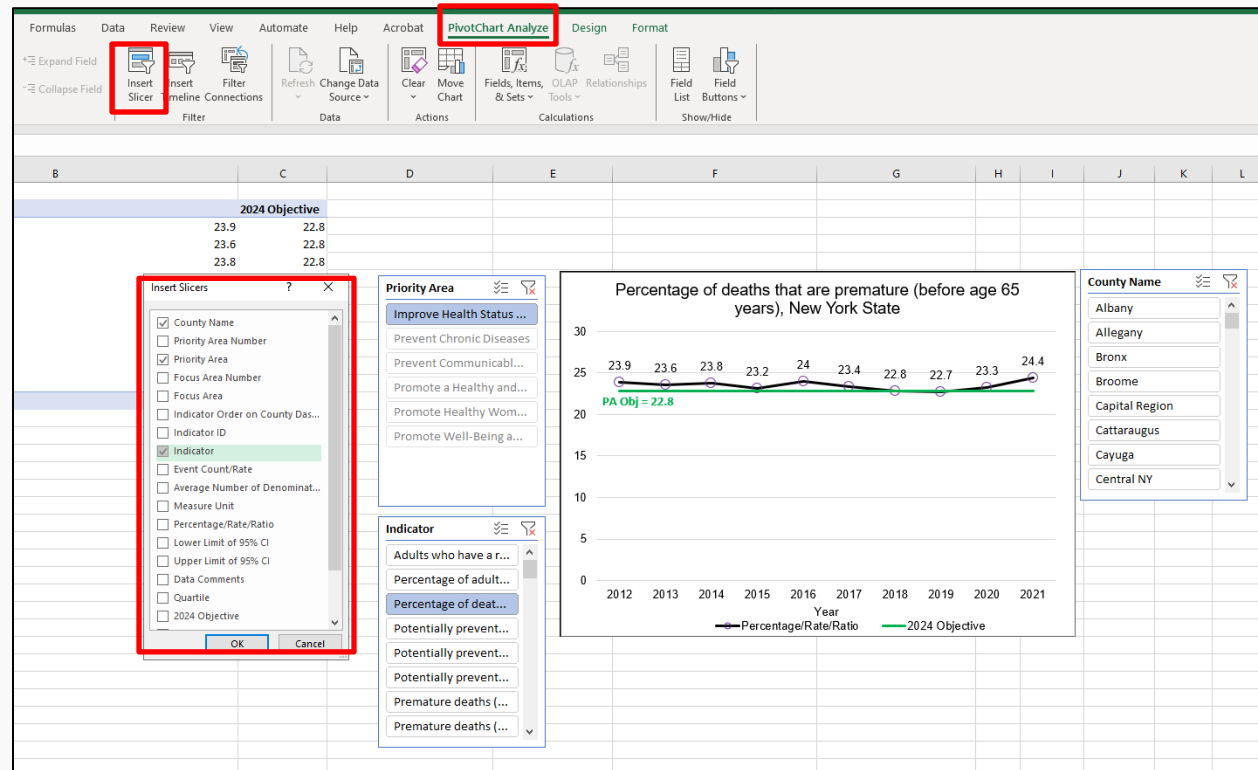 Formulas Data Review View Automate Help Acrobat PivotChart Analyze Design Format
Expand Field
Collapse Field
Insert Slicer
Insert Timeline
Filter Connections
Filter
Refresh
Change Data Source
Data
Clear
Move Chart
Actions
Fields, Items, & Sets
OLAP Tools
Relationships
Calculations
Field List
Field Buttons
Show/Hide
B C D E F G H I J K L
2024 Objective
23.9 22.8
23.6 22.8
23.8 22.8
Insert Slicers ?
County Name
Priority Area Number
Priority Area
Focus Area Number
Focus Area
Indicator Order on County Das...
Indicator ID
Indicator
Event Count/Rate
Average Number of Denominat...
Measure Unit
Percentage/Rate/Ratio
Lower Limit of 95% CI
Upper Limit of 95% CI
Data Comments
Quartile
2024 Objective
OK Cancel
Priority Area
Improve Health Status ...
Prevent Chronic Diseases
Prevent Communicabl...
Promote a Healthy and...
Promote Healthy Wom...
Promote Well-Being a...
Indicator
Adults who have a r...
Percentage of adult...
Percentage of deat...
Potentially prevent...
Potentially prevent...
Potentially prevent...
Premature deaths (...
Premature deaths (...
Percentage of deaths that are premature (before age 65
years), New York State
30
25
20
15
10
5
0
23.9 23.6 23.8 23.2 24 23.4 22.8 22.7 23.3 24.4
PA Obj = 22.8
2012 2013 2014 2015 2016 2017 2018 2019 2020 2021
Year
Percentage/Rate/Ratio 2024 Objective
County Name
Albany
Allegany
Bronx
Broome
Capital Region
Cattaraugus
Cayuga
Central NY